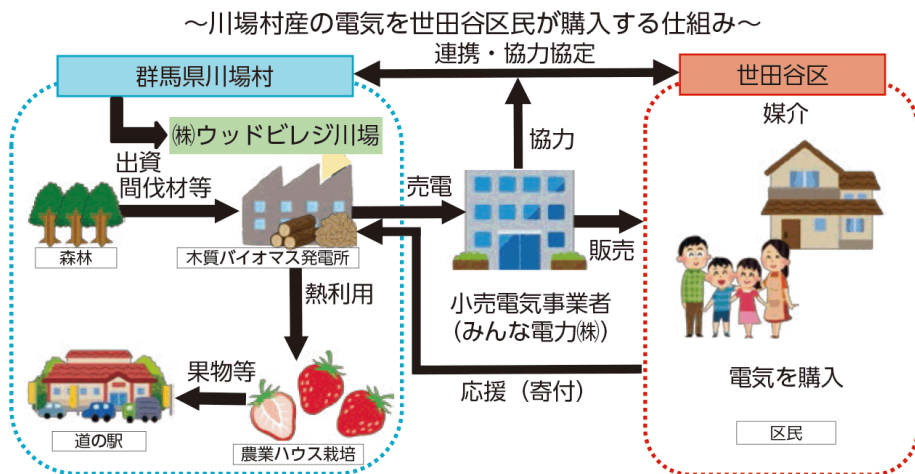 ～川場村産の電気を世田谷区民が購入する仕組み～
連携・協力協定
群馬県川場村
世田谷区
㈱ウッドビレジ川場
出資
間伐材等
森林
木質バイオマス発電所
売電
協力
販売
媒介
熱利用
小売電気事業者
（みんな電力㈱）
果物等
道の駅
農業ハウス栽培
応援（寄付）
電気を購入
区民